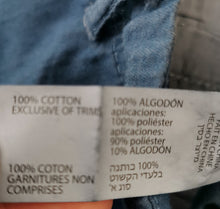 100% COTTON
EXCLUSIVE OF TRIMS
100% COTON
GARNITURES NON
COMPRISES
100% ALGODÓN
aplicaciones:
100% poliéster
aplicaciones:
90% poliéster
10% ALGODÓN
100% כותנה
בלעדי הקשוט
סוג א'